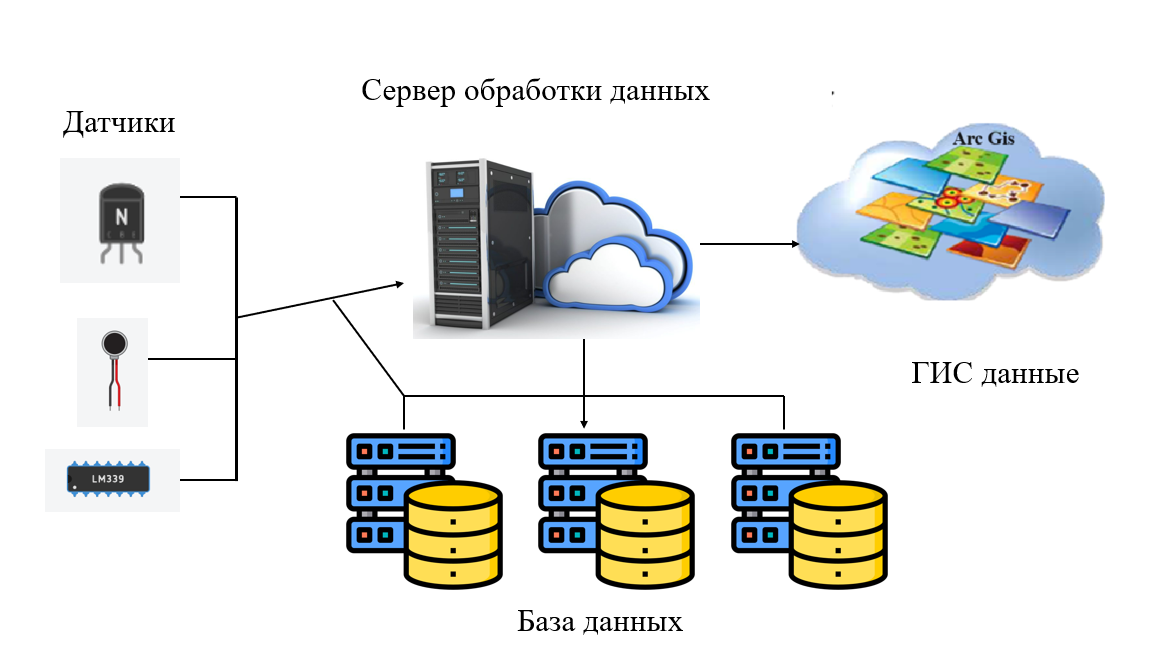 Сервер обработки данных
Датчики
Arc Gis
N
LM339
ГИС данные
База данных